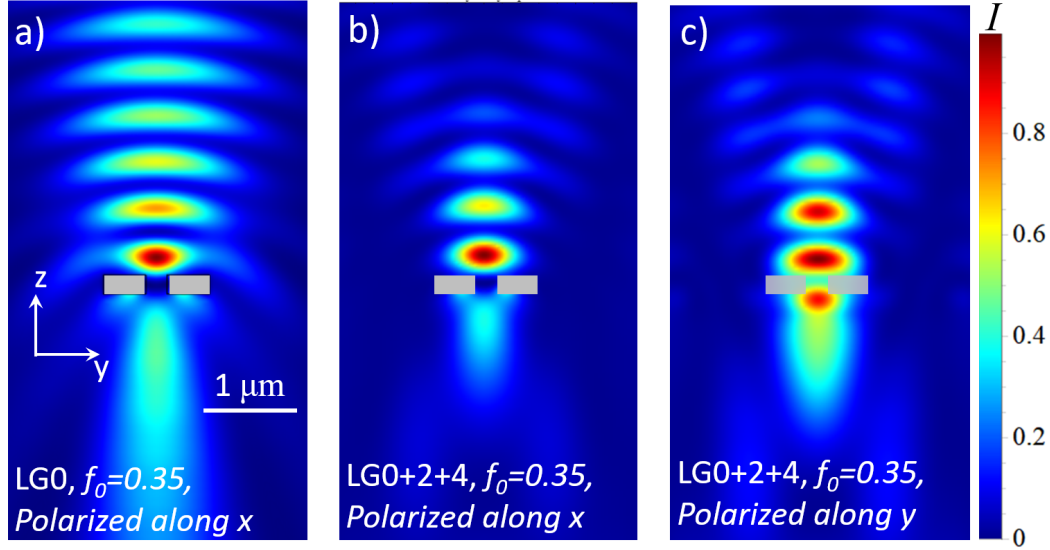 a)
b)
c)
I
0.8
0.6
0.4
0.2
0
z
y
1 μm
LG0, f₀=0.35,
Polarized along x
LG0+2+4, f₀=0.35,
Polarized along x
LG0+2+4, f₀=0.35,
Polarized along y